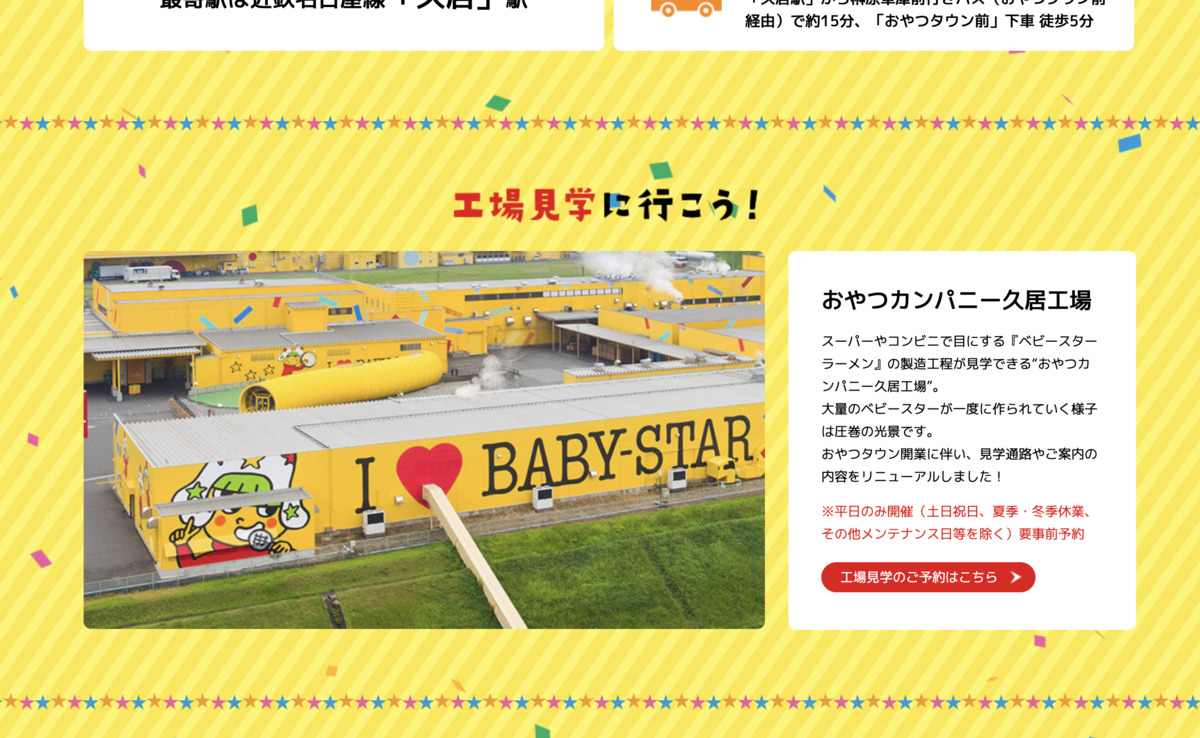 最寄駅は近鉄名古屋線「久居」駅
「久居駅」から榊原車庫前行きバス（おやつタウン前
経由）で約15分、「おやつタウン前」下車 徒歩5分
工場見学に行こう！
I ♥ BABY-STAR
おやつカンパニー久居工場
スーパーやコンビニで目にする『ベビースター
ラーメン』の製造工程が見学できる“おやつカ
ンパニー久居工場”。
大量のベビースターが一度に作られていく様子
は圧巻の光景です。
おやつタウン開業に伴い、見学通路やご案内の
内容をリニューアルしました！
※平日のみ開催（土日祝日、夏季・冬季休業、
その他メンテナンス日等を除く）要事前予約
工場見学のご予約はこちら